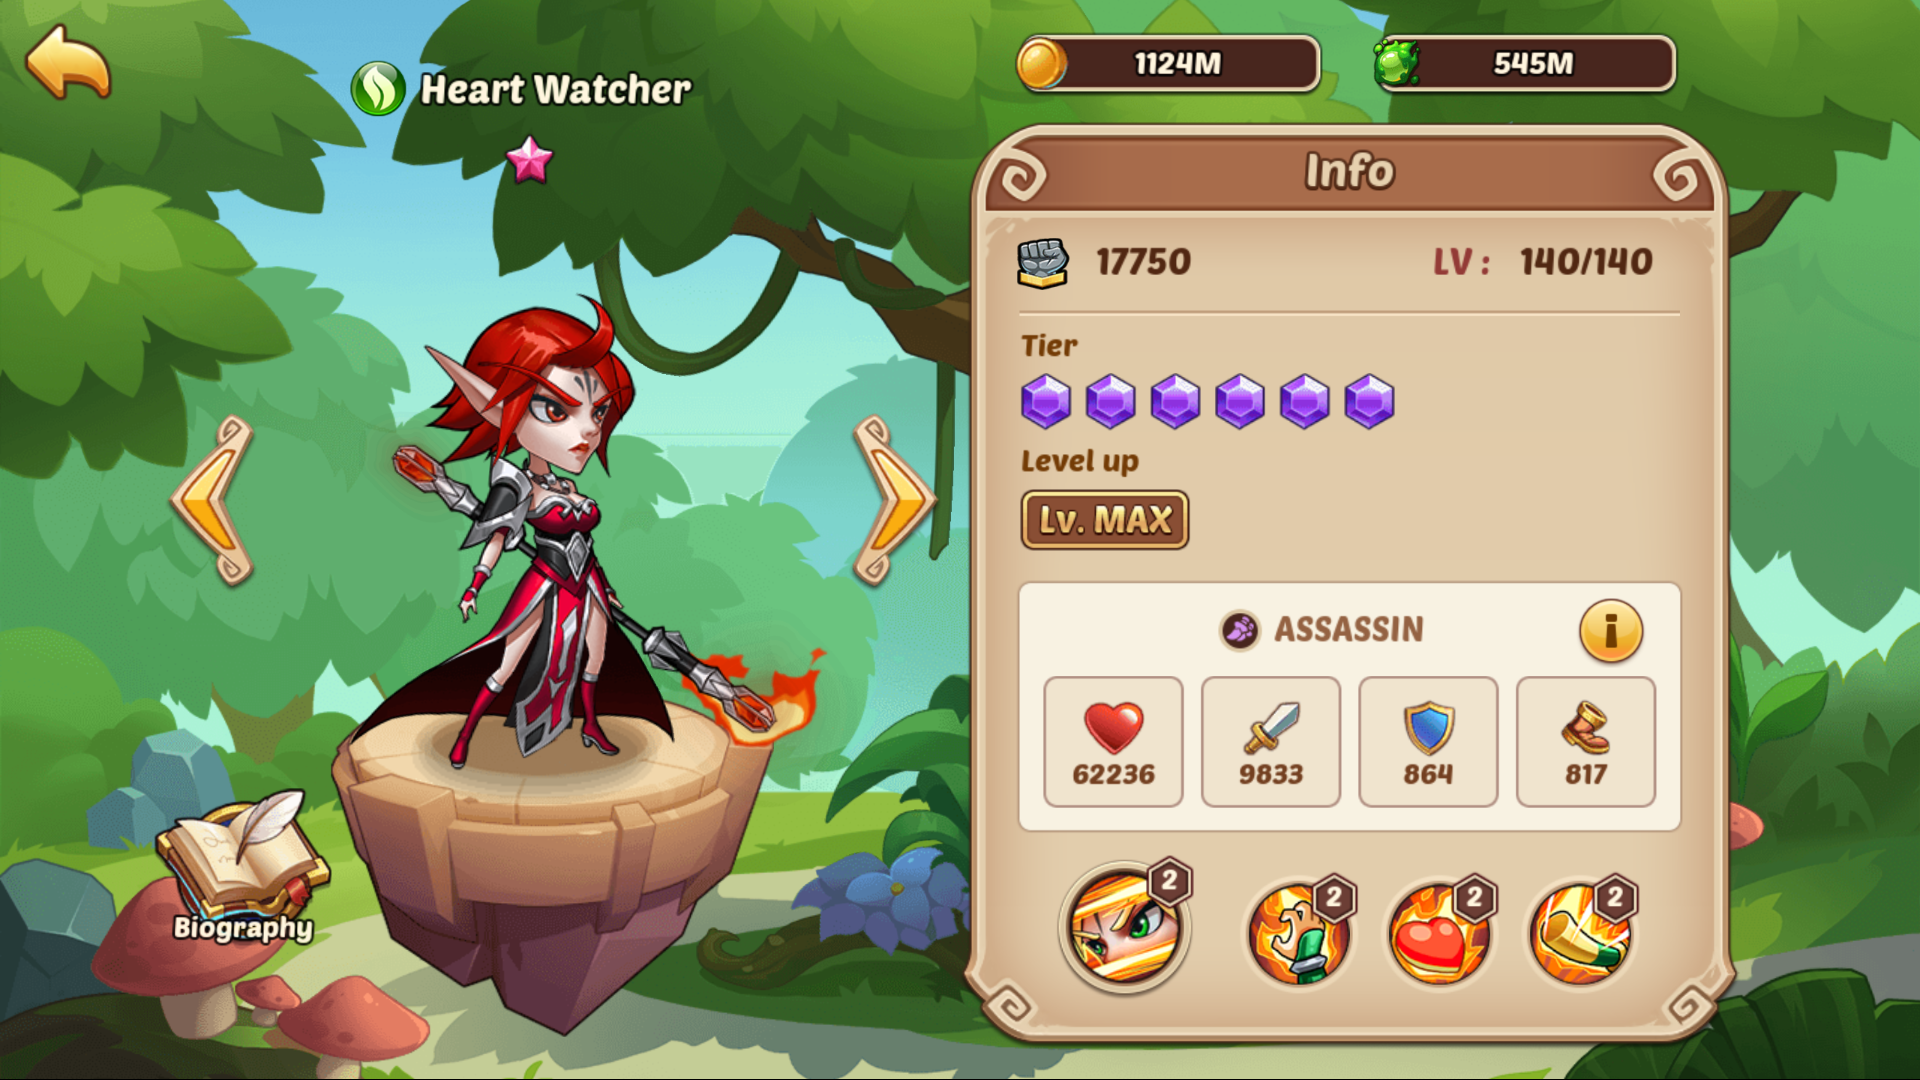 Heart Watcher
1124M
545M
Info
17750
LV : 140/140
Tier
Level up
Lv. MAX
ASSASSIN
62236
9833
864
817
2
2
2
2
Biography